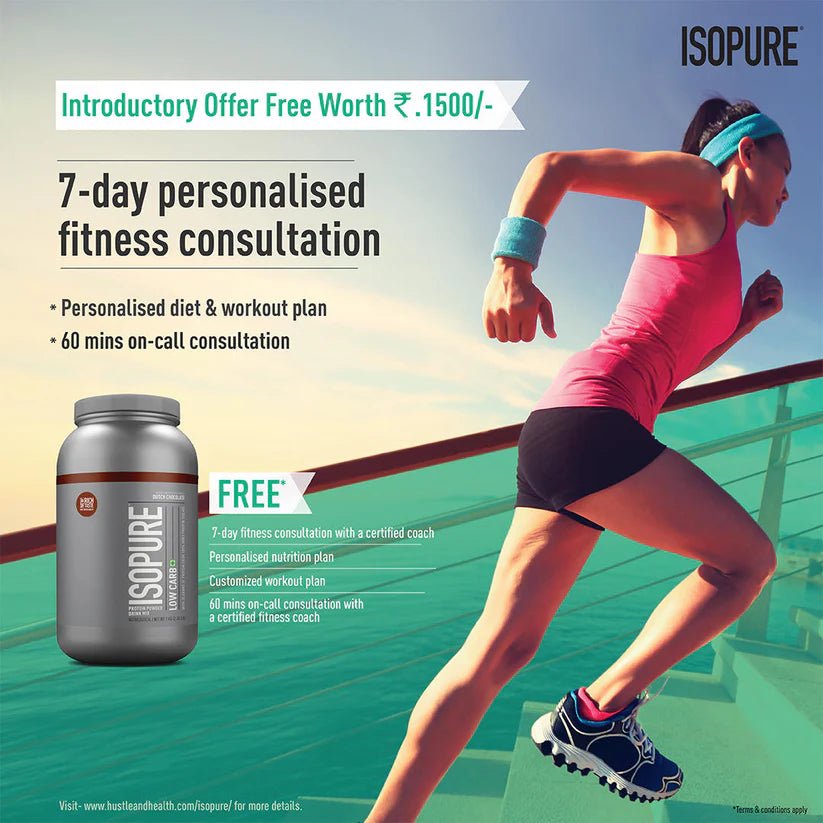 ISOPURE
Introductory Offer Free Worth ₹.1500/-
7-day personalised
fitness consultation
* Personalised diet & workout plan
* 60 mins on-call consultation
DUTCH CHOCOLATE
RICH
ISOPURE
LOW CARB
PROTEIN POWDER
DRINK MIX
FREE*
7-day fitness consultation with a certified coach
Personalised nutrition plan
Customized workout plan
60 mins on-call consultation with
a certified fitness coach
Visit- www.hustleandhealth.com/isopure/ for more details.
*Terms & conditions apply